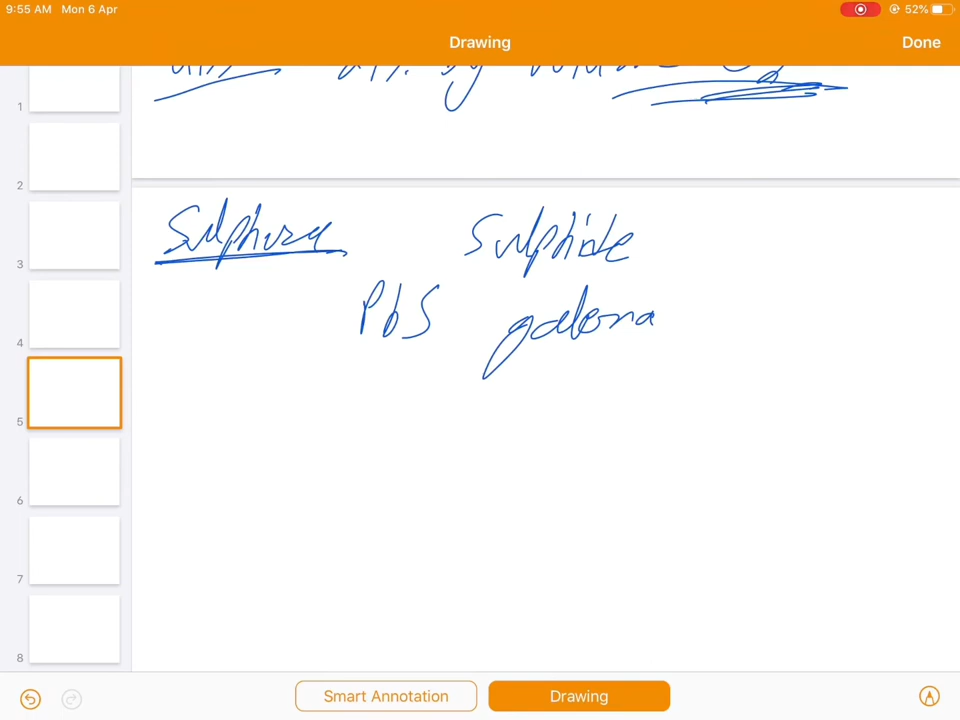 9:55 AM Mon 6 Apr
52%
Drawing
Done
by
1
2
3
4
5
6
7
8
Sulphur Sulphide
PbS galena
Smart Annotation
Drawing